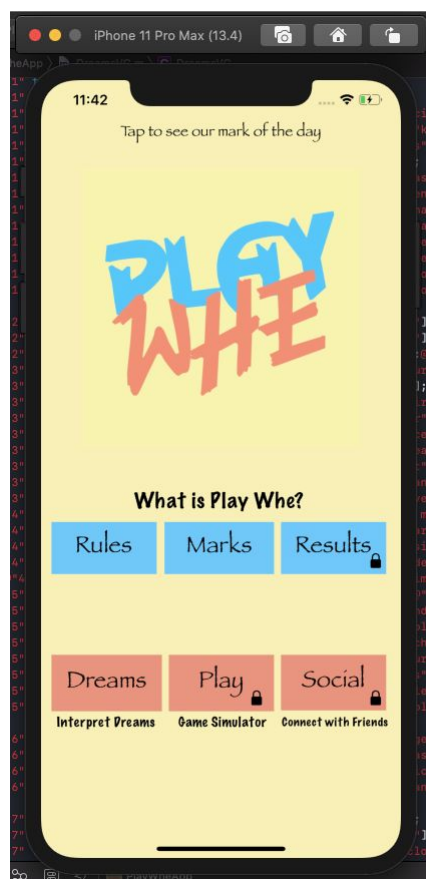 iPhone 11 Pro Max (13.4)
11:42
Tap to see our mark of the day
PLAY
WHE
What is Play Whe?
Rules Marks Results
Dreams Play Social
Interpret Dreams Game Simulator Connect with Friends
PlayWheApp